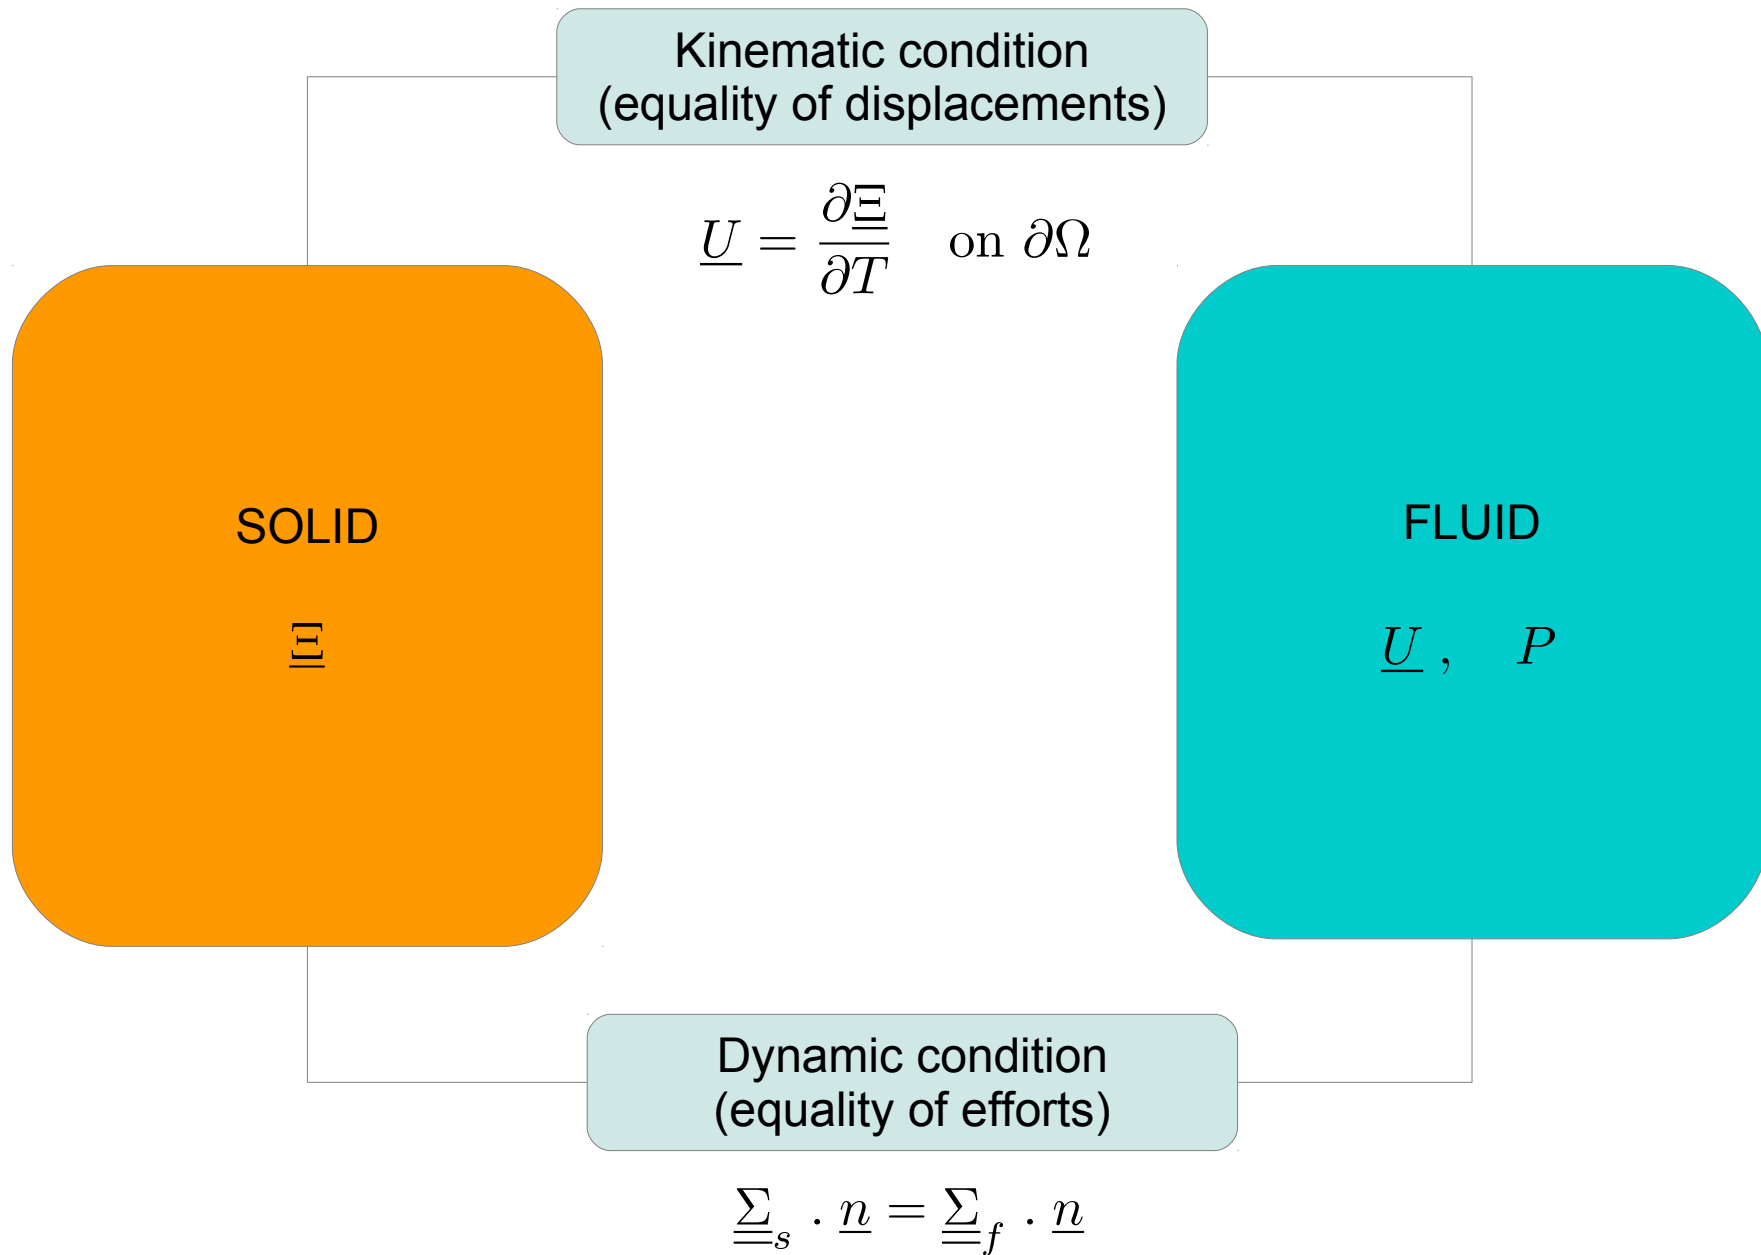 Kinematic condition
(equality of displacements)
U = ∂Ξ/∂T on ∂Ω
SOLID
Ξ
FLUID
U , P
Dynamic condition
(equality of efforts)
Σ_s . n = Σ_f . n